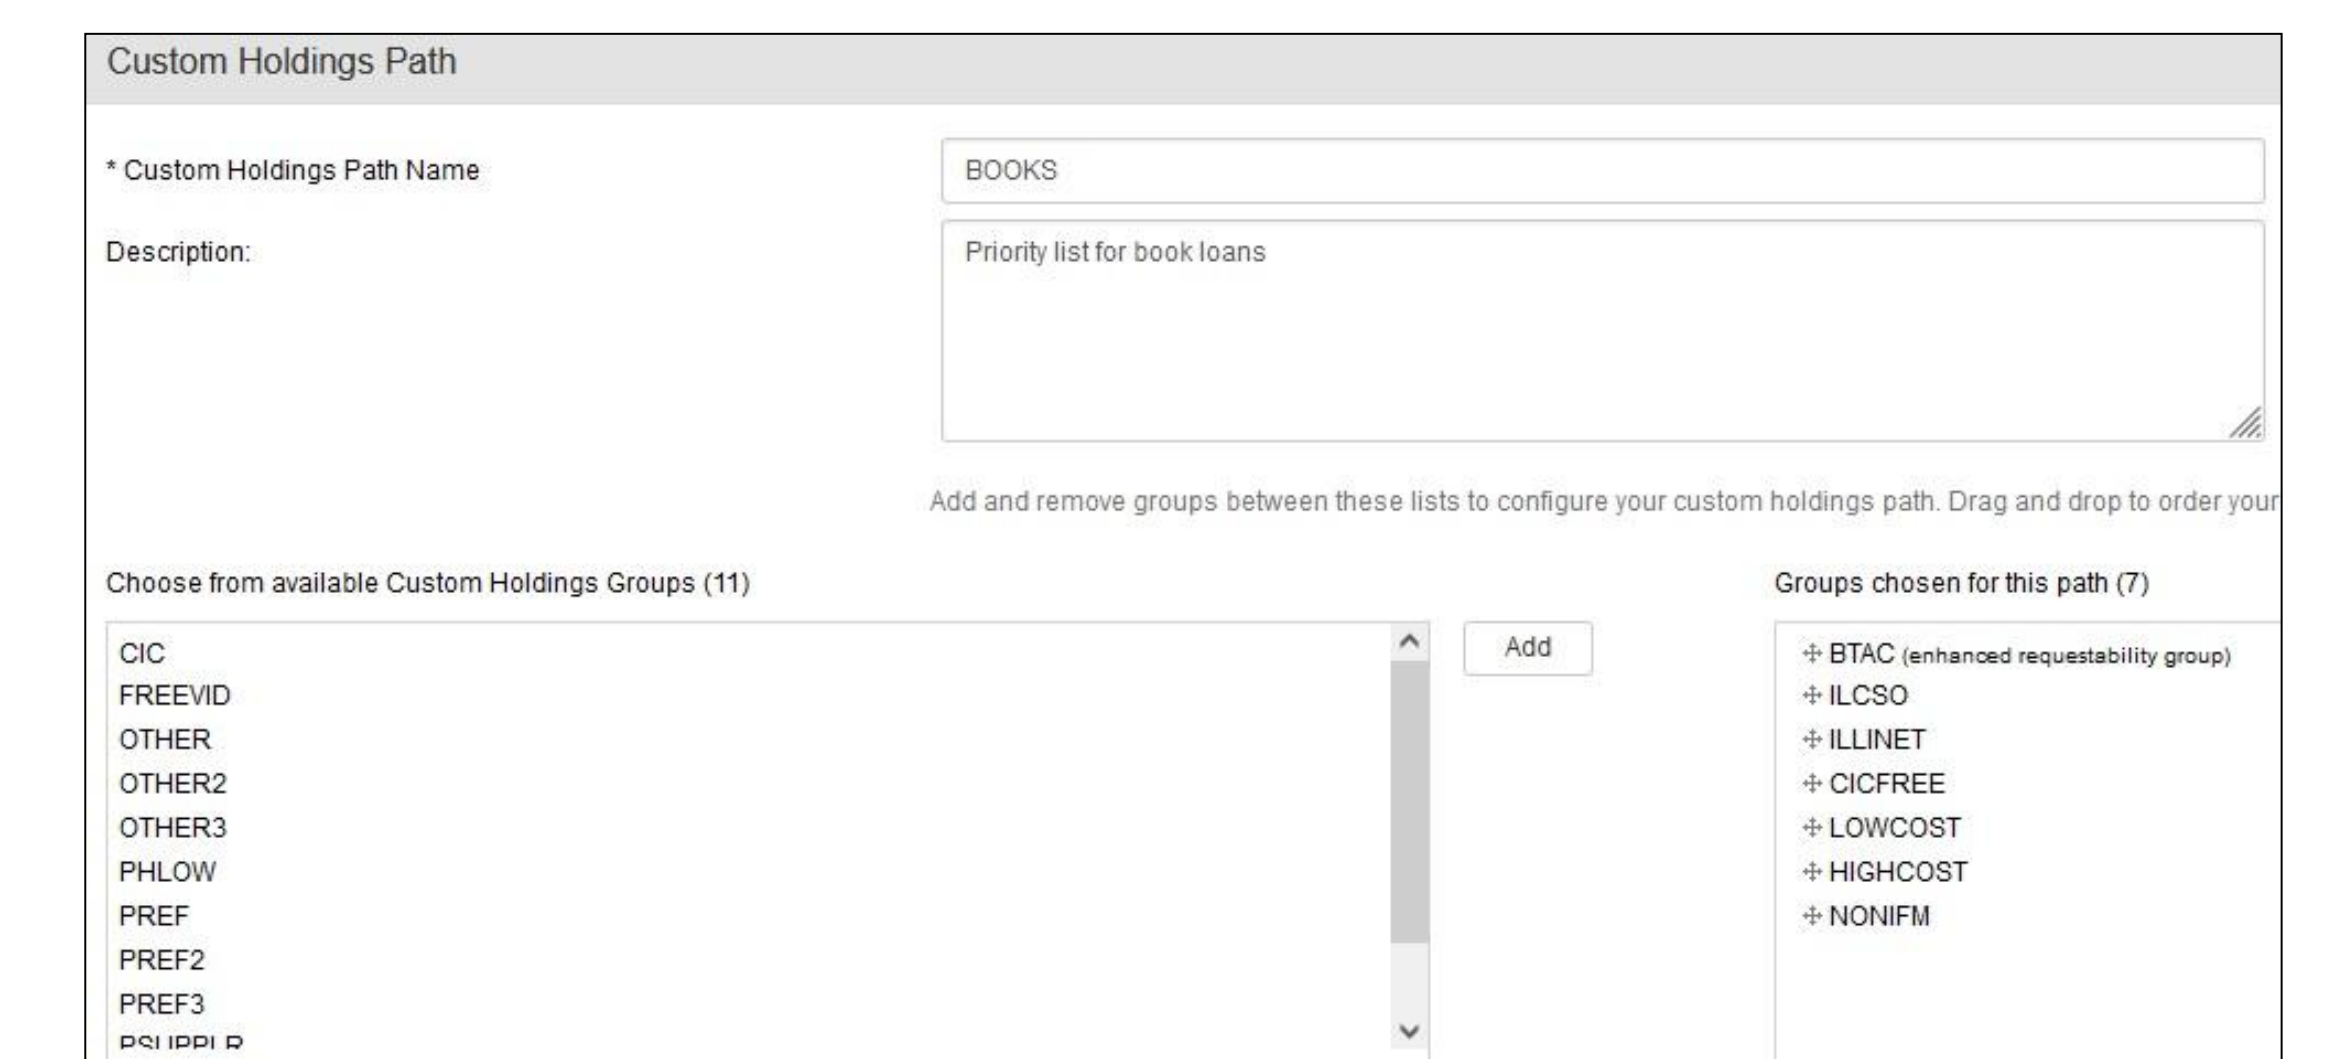 Custom Holdings Path
* Custom Holdings Path Name
BOOKS
Description:
Priority list for book loans
Add and remove groups between these lists to configure your custom holdings path. Drag and drop to order your
Choose from available Custom Holdings Groups (11)
CIC
FREEVID
OTHER
OTHER2
OTHER3
PHLOW
PREF
PREF2
PREF3
PSUPPLR
Add
Groups chosen for this path (7)
BTAC (enhanced requestability group)
ILCSO
ILLINET
CICFREE
LOWCOST
HIGHCOST
NONIFM